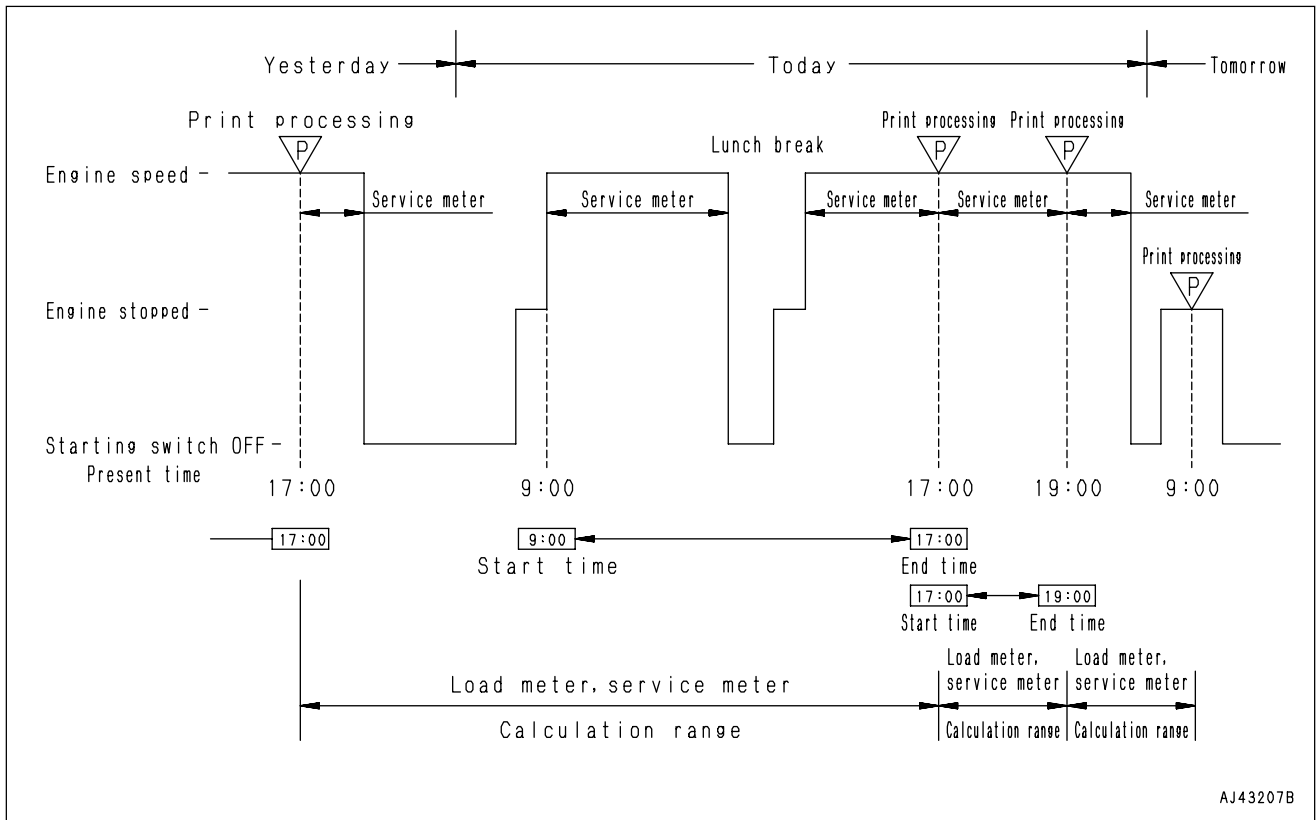 Yesterday Today Tomorrow
Print processing Print processing Print processing
P P P
Lunch break
Engine speed
Service meter Service meter Service meter Service meter Service meter
Print processing
P
Engine stopped
Starting switch OFF
Present time
17:00 9:00 17:00 19:00 9:00
17:00 9:00 17:00
Start time End time
17:00 19:00
Start time End time
Load meter, service meter Load meter, service meter Load meter, service meter
Calculation range Calculation range Calculation range
AJ43207B